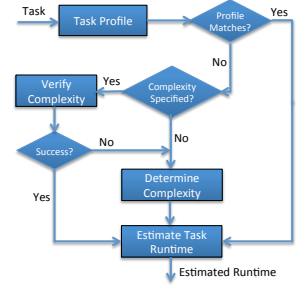 Task
Task Profile
Profile
Matches?
Yes
No
Verify
Complexity
Yes
Complexity
Specified?
Success?
No
No
Yes
Determine
Complexity
Estimate Task
Runtime
Estimated Runtime